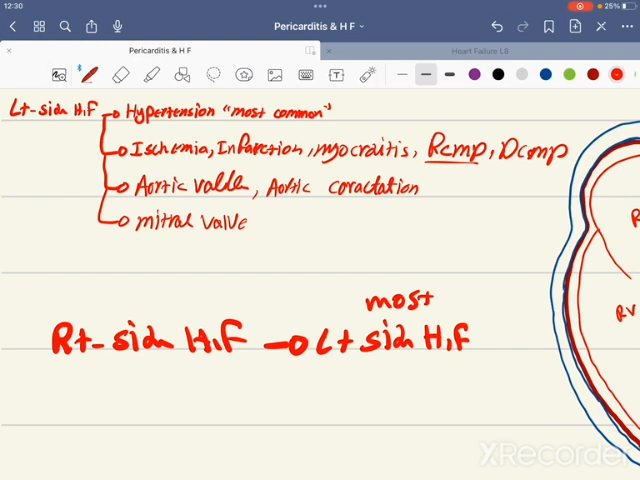 12:30
25%
Pericarditis & H F
Pericarditis & H F
Heart Failure L8
Lt-side H.F
Hypertension "most common"
Ischemia, Infarction, myocraitis, Rcmp, Dcmp
Aortic valve, Aortic coractation
mitral valve
most
Rt-side H.F → Lt side H.F
R
RV
XRecorder